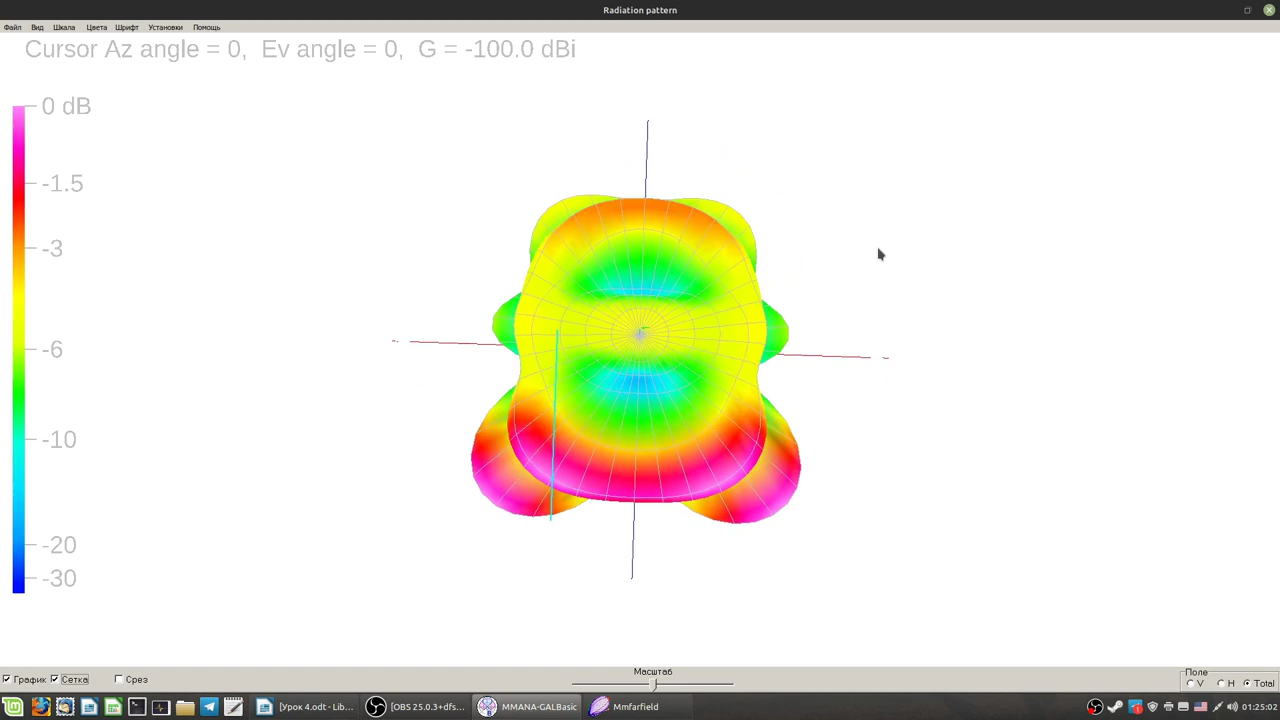 Radiation pattern
Файл Вид Шкала Цвета Шрифт Установки Помощь
Cursor Az angle = 0, Ev angle = 0, G = -100.0 dBi
0 dB
-1.5
-3
-6
-10
-20
-30
Масштаб
Поле
График Сетка Срез
V H Total
[Урок 4.odt - Lib...
[OBS 25.0.3+dfs...
MMANA-GALBasic
Mmfarfield
01:25:02